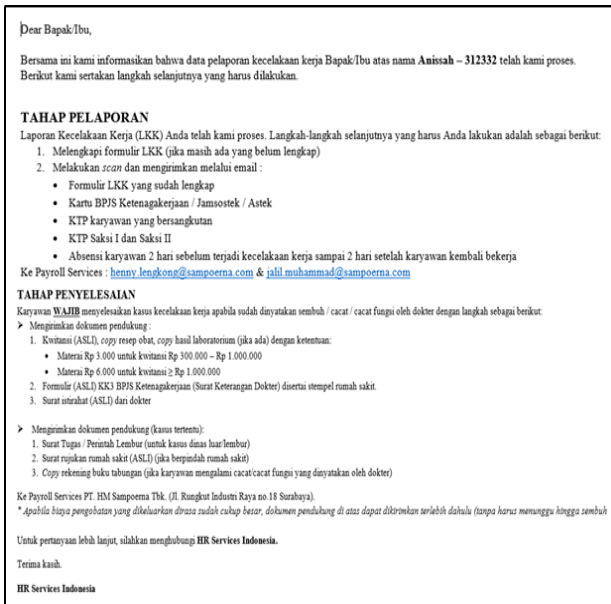 Dear Bapak/Ibu,
Bersama ini kami informasikan bahwa data pelaporan kecelakaan kerja Bapak/Ibu atas nama Anissah – 312332 telah kami proses.
Berikut kami sertakan langkah selanjutnya yang harus dilakukan.
TAHAP PELAPORAN
Laporan Kecelakaan Kerja (LKK) Anda telah kami proses. Langkah-langkah selanjutnya yang harus Anda lakukan adalah sebagai berikut:
1. Melengkapi formulir LKK (jika masih ada yang belum lengkap)
2. Melakukan scan dan mengirimkan melalui email :
• Formulir LKK yang sudah lengkap
• Kartu BPJS Ketenagakerjaan / Jamsostek / Astek
• KTP karyawan yang bersangkutan
• KTP Saksi I dan Saksi II
• Absensi karyawan 2 hari sebelum terjadi kecelakaan kerja sampai 2 hari setelah karyawan kembali bekerja
Ke Payroll Services : henny.lengkong@sampoerna.com & jalil.muhammad@sampoerna.com
TAHAP PENYELESAIAN
Karyawan WAJIB menyelesaikan kasus kecelakaan kerja apabila sudah dinyatakan sembuh / cacat / cacat fungsi oleh dokter dengan langkah sebagai berikut:
➢ Mengirimkan dokumen pendukung :
1. Kwitansi (ASLI), copy resep obat, copy hasil laboratorium (jika ada) dengan ketentuan:
• Materai Rp 3.000 untuk kwitansi Rp 300.000 – Rp 1.000.000
• Materai Rp 6.000 untuk kwitansi ≥ Rp 1.000.000
2. Formulir (ASLI) KK3 BPJS Ketenagakerjaan (Surat Keterangan Dokter) disertai stempel rumah sakit.
3. Surat istirahat (ASLI) dari dokter
➢ Mengirimkan dokumen pendukung (kasus tertentu):
1. Surat Tugas / Perintah Lembur (untuk kasus dinas luar/lembur)
2. Surat rujukan rumah sakit (ASLI) (jika berpindah rumah sakit)
3. Copy rekening buku tabungan (jika karyawan mengalami cacat/cacat fungsi yang dinyatakan oleh dokter)
Ke Payroll Services PT. HM Sampoerna Tbk. (Jl. Rungkut Industri Raya no.18 Surabaya).
* Apabila biaya pengobatan yang dikeluarkan dirasa sudah cukup besar, dokumen pendukung di atas dapat dikirimkan terlebih dahulu (tanpa harus menunggu hingga sembuh
Untuk pertanyaan lebih lanjut, silahkan menghubungi HR Services Indonesia.
Terima kasih.
HR Services Indonesia